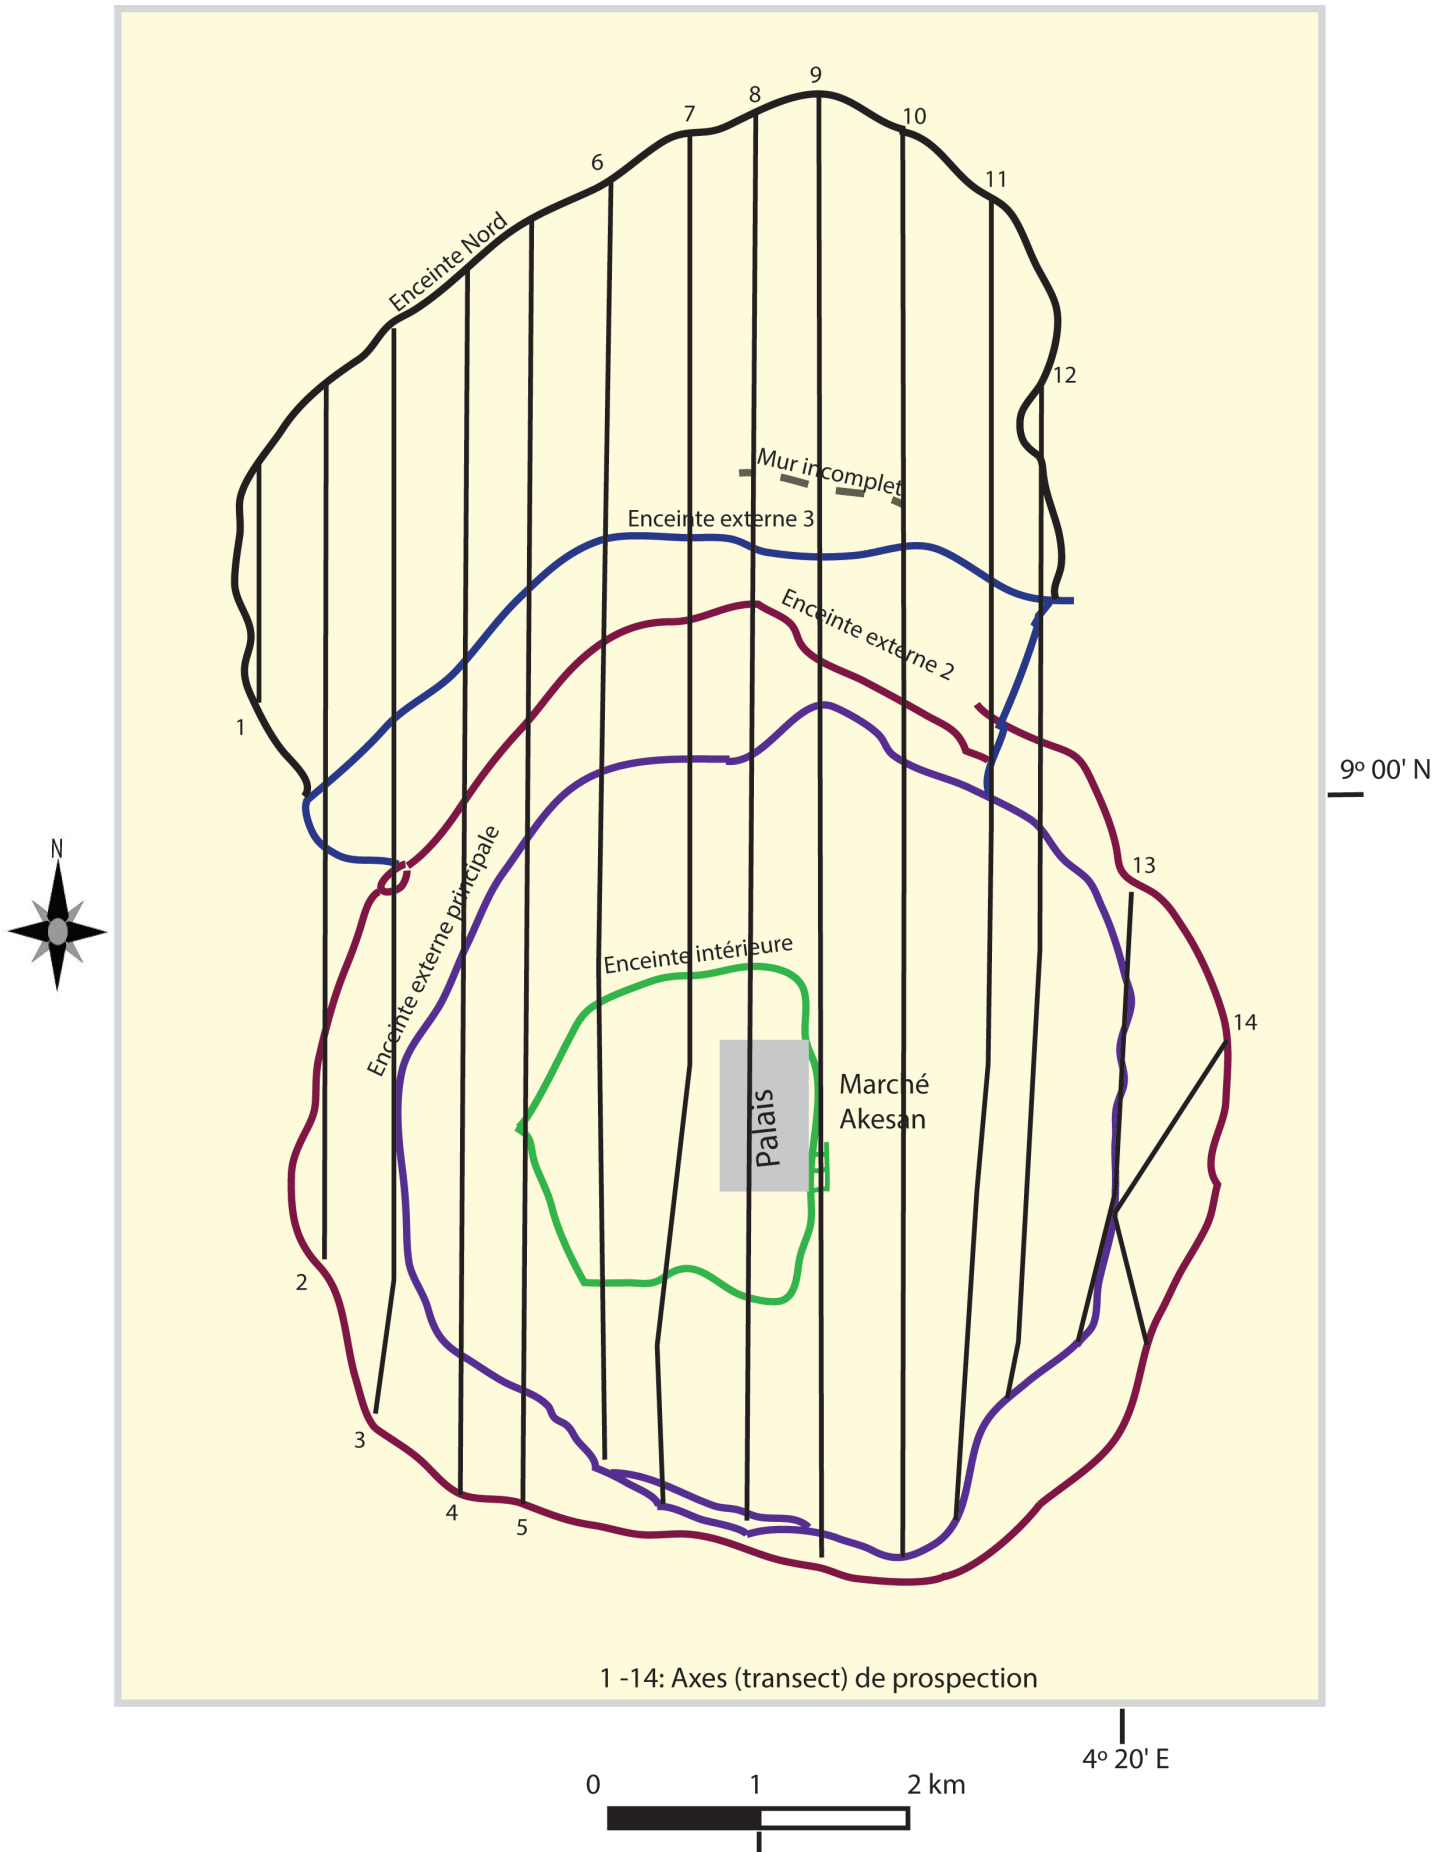 9
8
7
10
6
11
Enceinte Nord
12
Mur incomplet
Enceinte externe 3
Enceinte externe 2
1
9º 00' N
N
13
Enceinte externe principale
Enceinte intérieure
14
Palais
Marché
Akesan
2
3
4
5
1 -14: Axes (transect) de prospection
4º 20' E
0 1 2 km